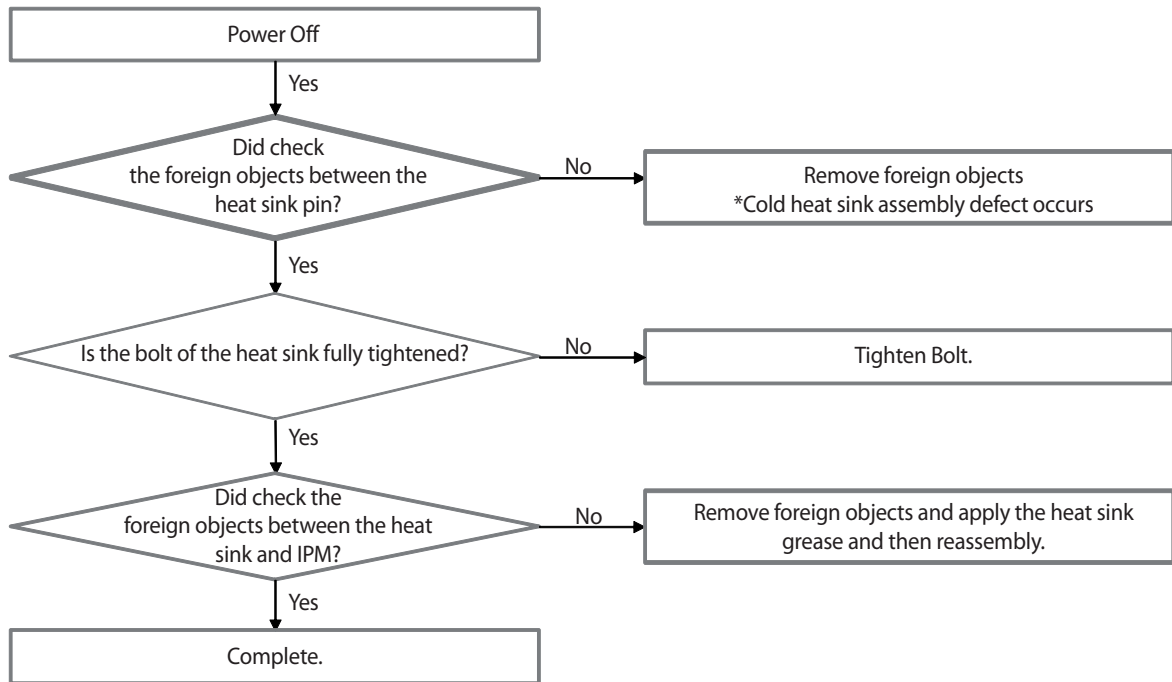 Power Off
Yes
Did check
the foreign objects between the
heat sink pin?
No
Remove foreign objects
*Cold heat sink assembly defect occurs
Yes
Is the bolt of the heat sink fully tightened?
No
Tighten Bolt.
Yes
Did check the
foreign objects between the heat
sink and IPM?
No
Remove foreign objects and apply the heat sink
grease and then reassembly.
Yes
Complete.